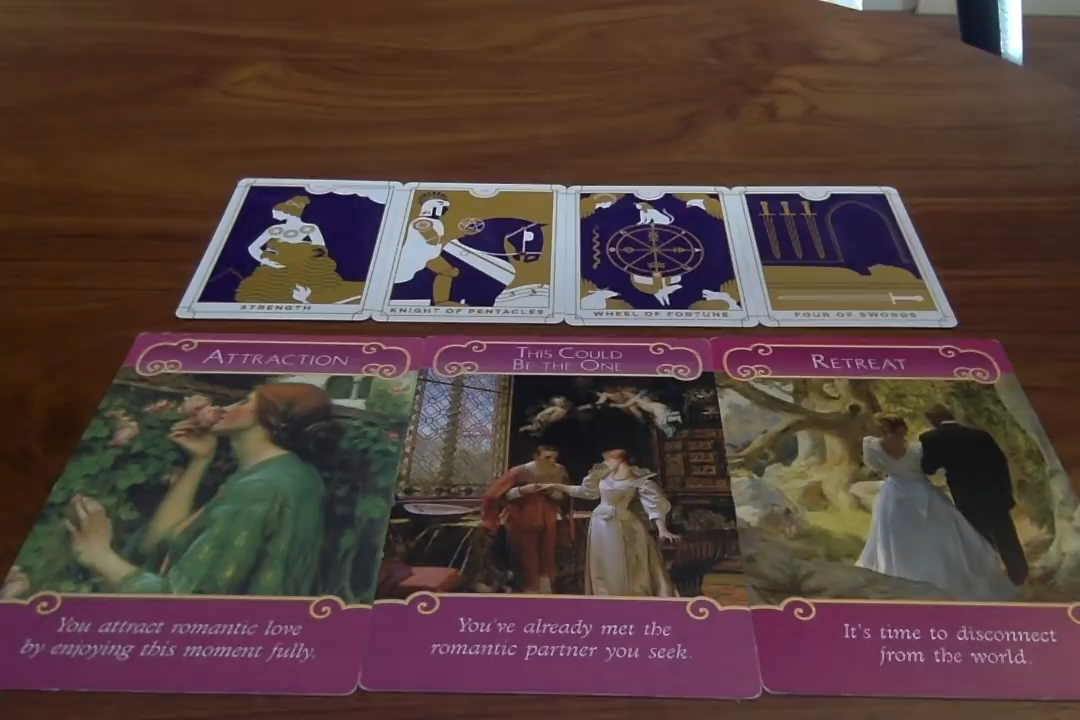 STRENGTH
KNIGHT OF PENTACLES
WHEEL OF FORTUNE
FOUR OF SWORDS
ATTRACTION
THIS COULD
BE THE ONE
RETREAT
You attract romantic love
by enjoying this moment fully.
You've already met the
romantic partner you seek.
It's time to disconnect
from the world.